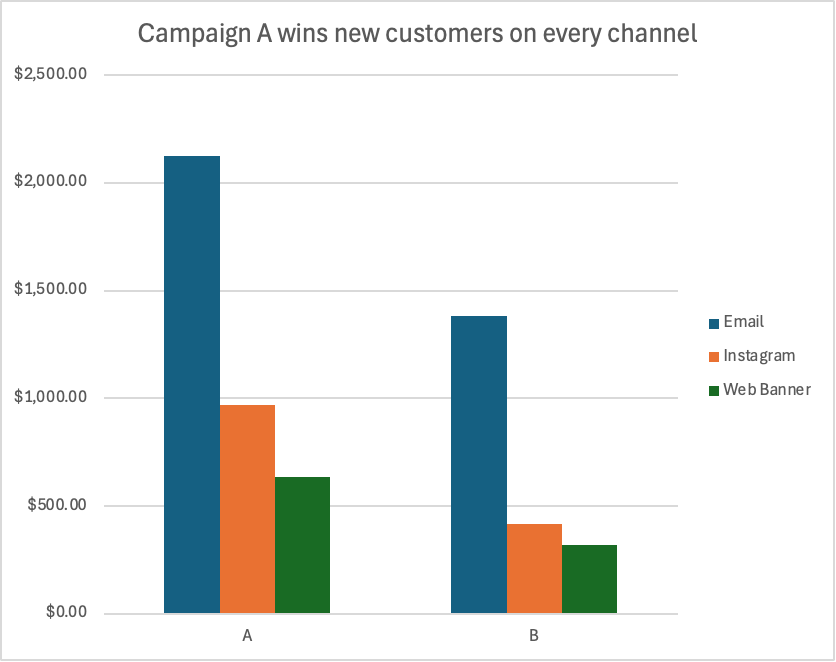 Campaign A wins new customers on every channel
$2,500.00
$2,000.00
$1,500.00
$1,000.00
$500.00
$0.00
A
B
Email
Instagram
Web Banner